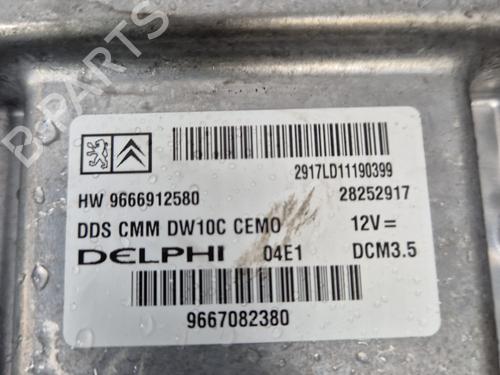 B-PARTS
2917LD11190399
HW 9666912580 28252917
DDS CMM DW10C CEMO 12V=
DELPHI 04E1 DCM3.5
9667082380